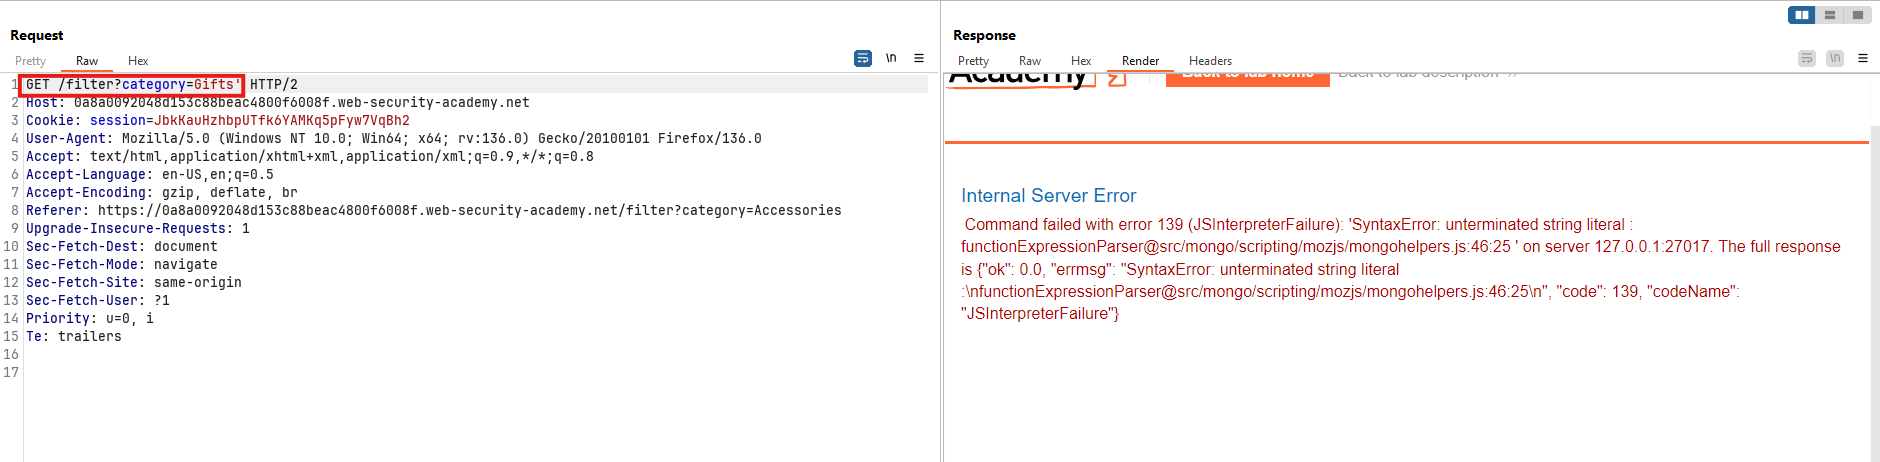 Request
Pretty Raw Hex
\n
1 GET /filter?category=Gifts' HTTP/2
2 Host: 0a8a0092048d153c88beac4800f6008f.web-security-academy.net
3 Cookie: session=JbkKauHzhbpUTfk6YAMKq5pFyw7VqBh2
4 User-Agent: Mozilla/5.0 (Windows NT 10.0; Win64; x64; rv:136.0) Gecko/20100101 Firefox/136.0
5 Accept: text/html,application/xhtml+xml,application/xml;q=0.9,*/*;q=0.8
6 Accept-Language: en-US,en;q=0.5
7 Accept-Encoding: gzip, deflate, br
8 Referer: https://0a8a0092048d153c88beac4800f6008f.web-security-academy.net/filter?category=Accessories
9 Upgrade-Insecure-Requests: 1
10 Sec-Fetch-Dest: document
11 Sec-Fetch-Mode: navigate
12 Sec-Fetch-Site: same-origin
13 Sec-Fetch-User: ?1
14 Priority: u=0, i
15 Te: trailers
16
17
Response
Pretty Raw Hex Render Headers
\n
Academy Back to lab home Back to lab description »
Internal Server Error
Command failed with error 139 (JSInterpreterFailure): 'SyntaxError: unterminated string literal :
functionExpressionParser@src/mongo/scripting/mozjs/mongohelpers.js:46:25 ' on server 127.0.0.1:27017. The full response
is {"ok": 0.0, "errmsg": "SyntaxError: unterminated string literal
:\nfunctionExpressionParser@src/mongo/scripting/mozjs/mongohelpers.js:46:25\n", "code": 139, "codeName":
"JSInterpreterFailure"}